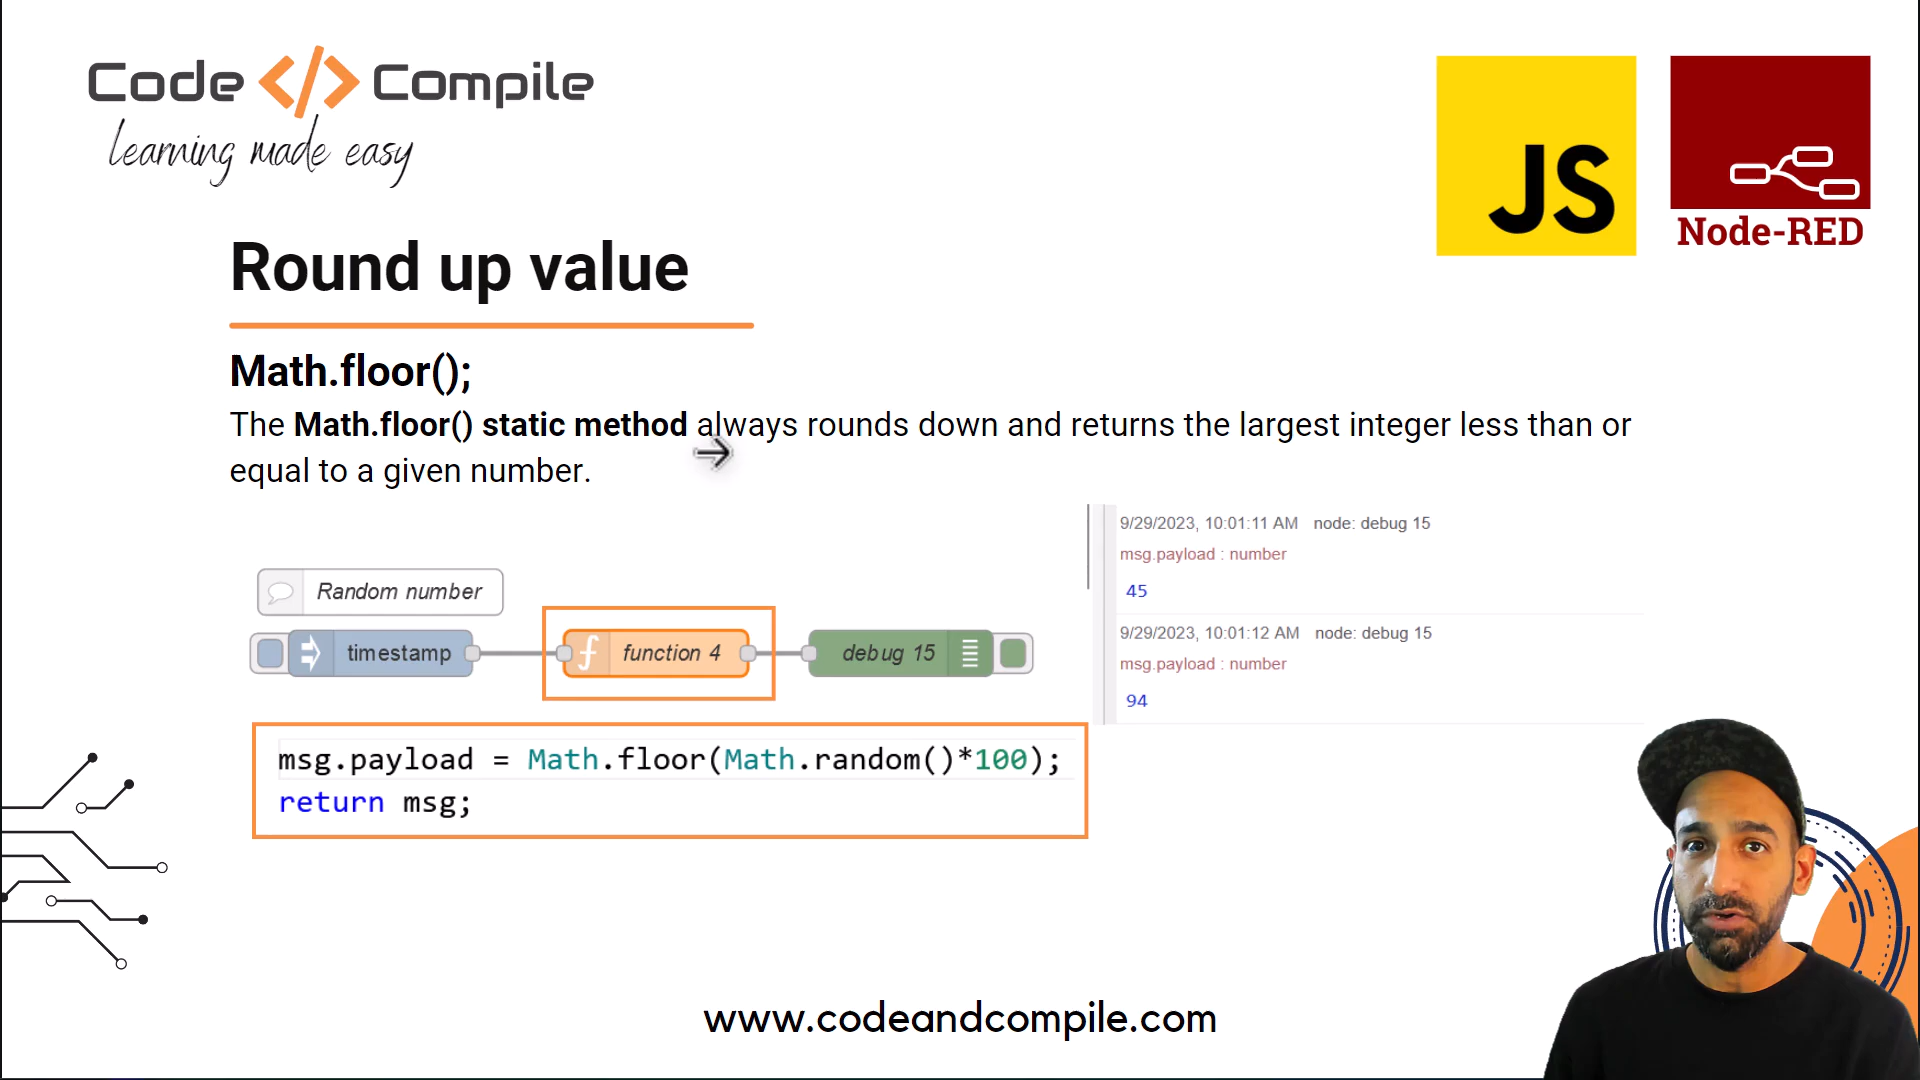 Code </> Compile
learning made easy
JS
Node-RED
Round up value
Math.floor();
The Math.floor() static method always rounds down and returns the largest integer less than or
equal to a given number.
9/29/2023, 10:01:11 AM node: debug 15
msg.payload : number
45
9/29/2023, 10:01:12 AM node: debug 15
msg.payload : number
94
Random number
timestamp
f function 4
debug 15
msg.payload = Math.floor(Math.random()*100);
return msg;
www.codeandcompile.com